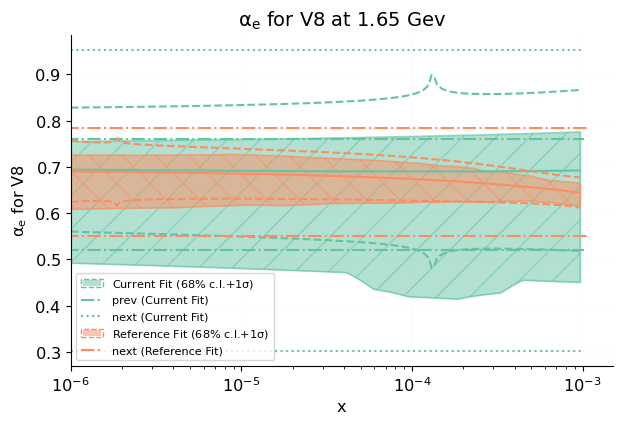 αe for V8 at 1.65 Gev
αe for V8
0.9
0.8
0.7
0.6
0.5
0.4
0.3
Current Fit (68% c.l.+1σ)
prev (Current Fit)
next (Current Fit)
Reference Fit (68% c.l.+1σ)
next (Reference Fit)
10⁻⁶
10⁻⁵
10⁻⁴
10⁻³
x